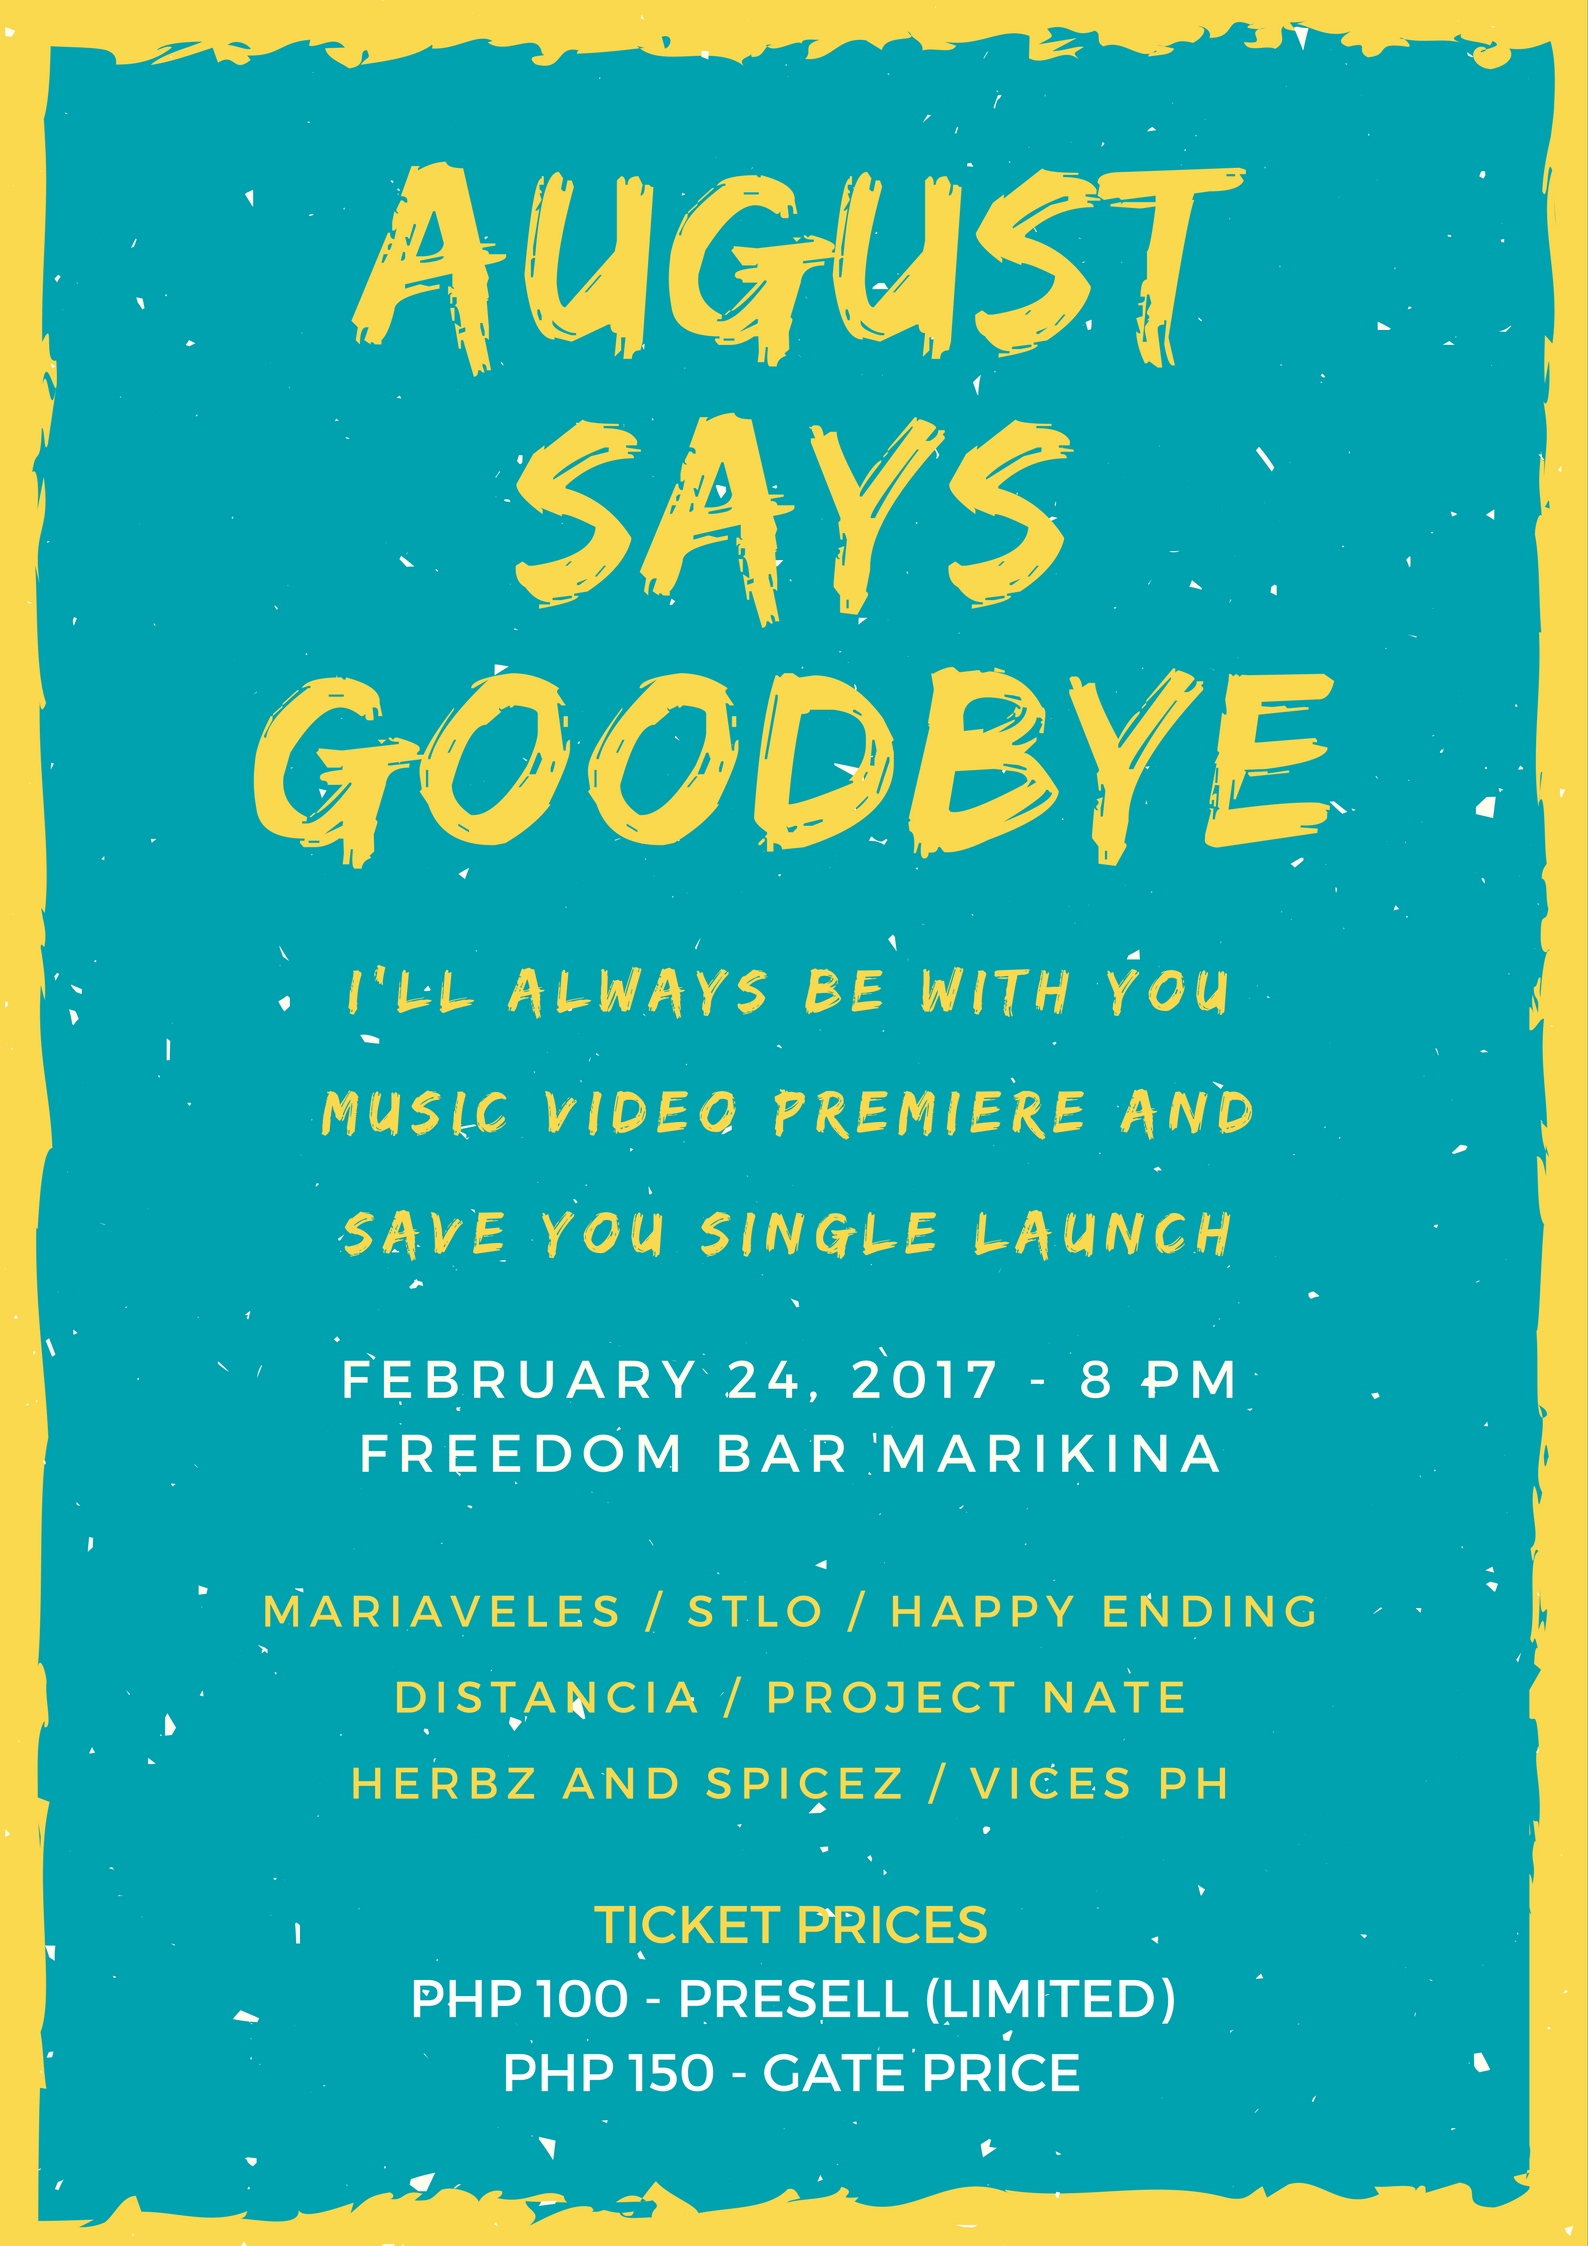 AUGUST
SAYS
GOODBYE
I'LL ALWAYS BE WITH YOU
MUSIC VIDEO PREMIERE AND
SAVE YOU SINGLE LAUNCH
FEBRUARY 24, 2017 - 8 PM
FREEDOM BAR MARIKINA
MARIAVELES / STLO / HAPPY ENDING
DISTANCIA / PROJECT NATE
HERBZ AND SPICEZ / VICES PH
TICKET PRICES
PHP 100 - PRESELL (LIMITED)
PHP 150 - GATE PRICE